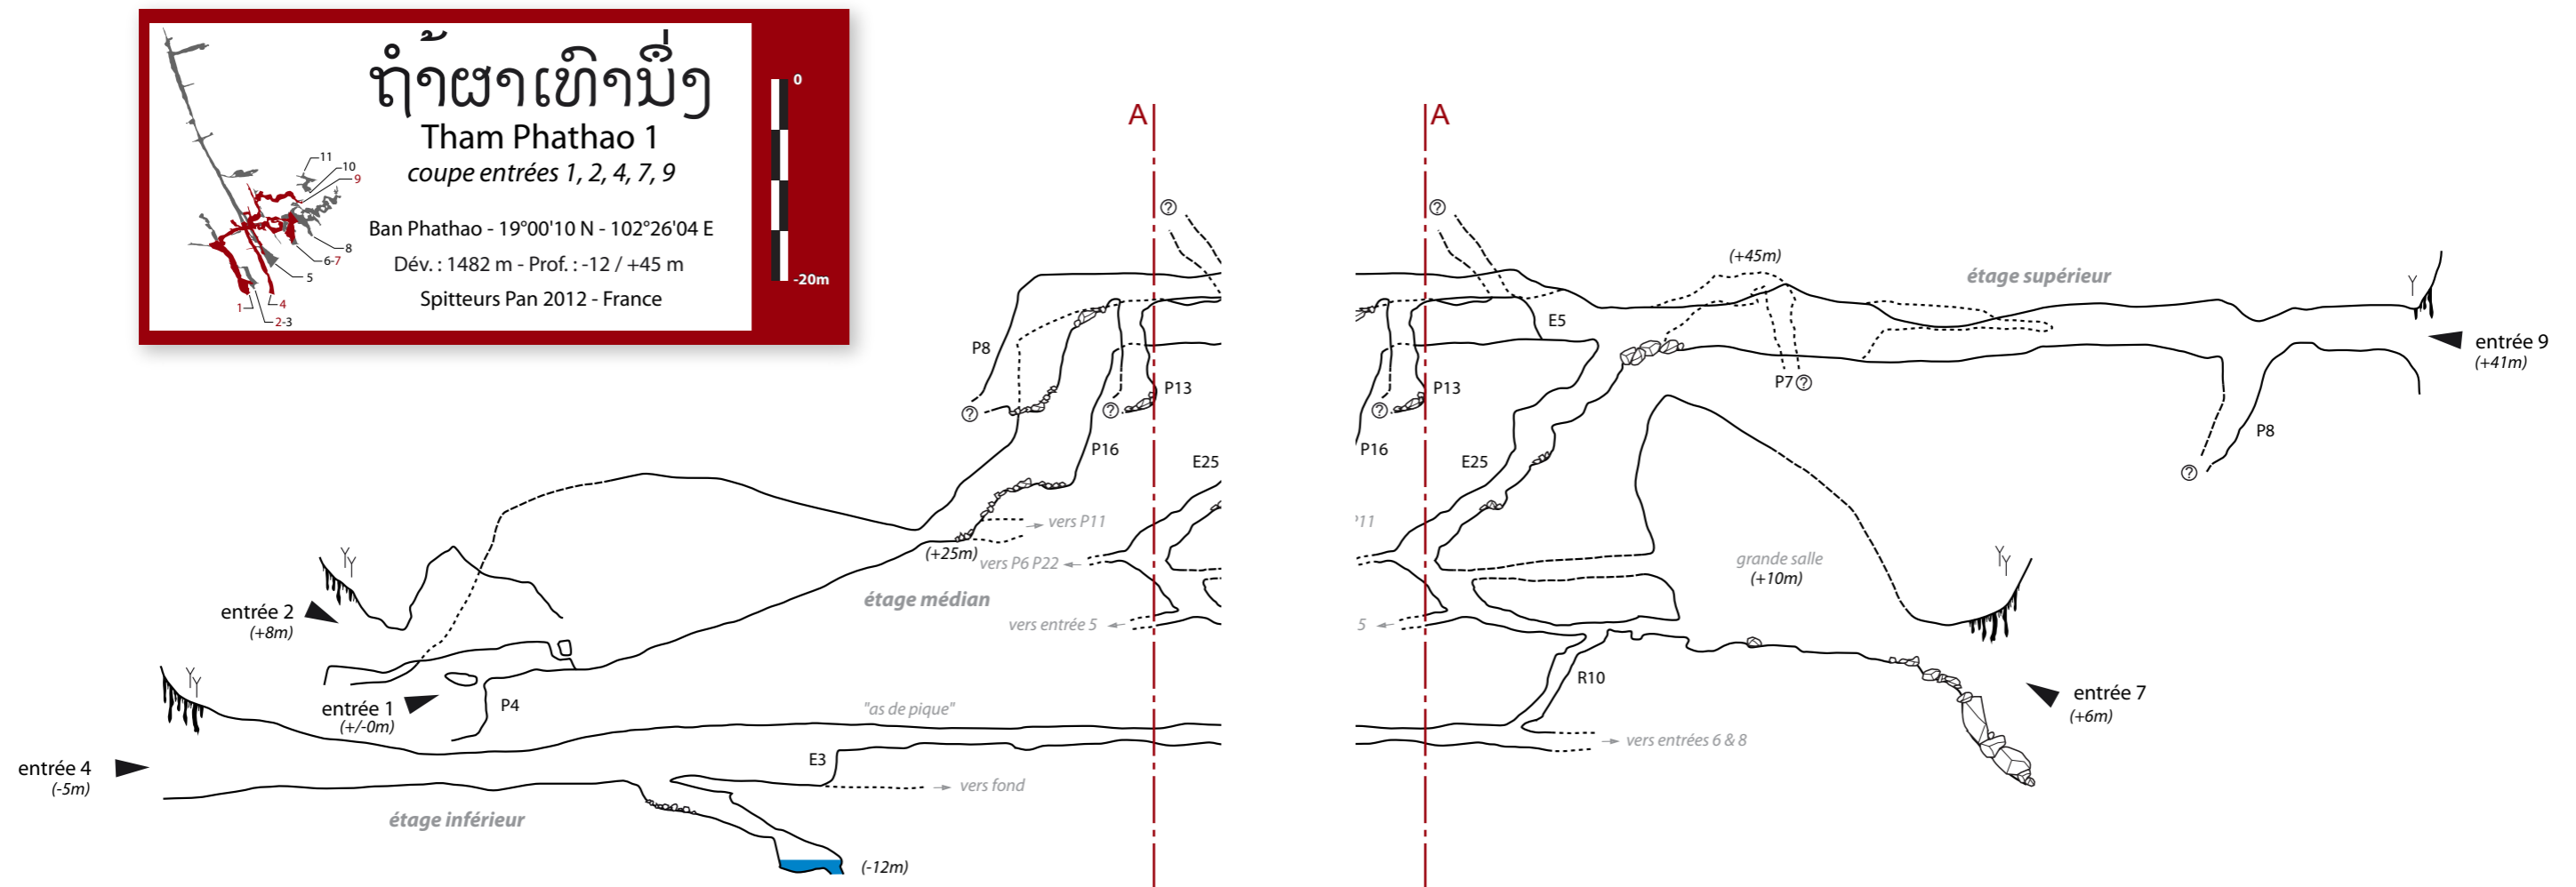 ຖ້ຳຜາເທົານຶ່ງ
Tham Phathao 1
coupe entrées 1, 2, 4, 7, 9
Ban Phathao - 19°00'10 N - 102°26'04 E
Dév. : 1482 m - Prof. : -12 / +45 m
Spitteurs Pan 2012 - France
11
10
9
8
6-7
5
4
1
2-3
0
-20m
A
A
?
?
(+45m)
étage supérieur
E5
P8
P13
P13
P7 ?
entrée 9
(+41m)
?
?
?
P16
P16
P8
E25
E25
?
vers P11
P11
(+25m)
vers P6 P22
grande salle
(+10m)
étage médian
entrée 2
(+8m)
vers entrée 5
5
R10
entrée 1
(+/-0m)
P4
"as de pique"
entrée 7
(+6m)
vers entrées 6 & 8
entrée 4
(-5m)
E3
vers fond
étage inférieur
(-12m)